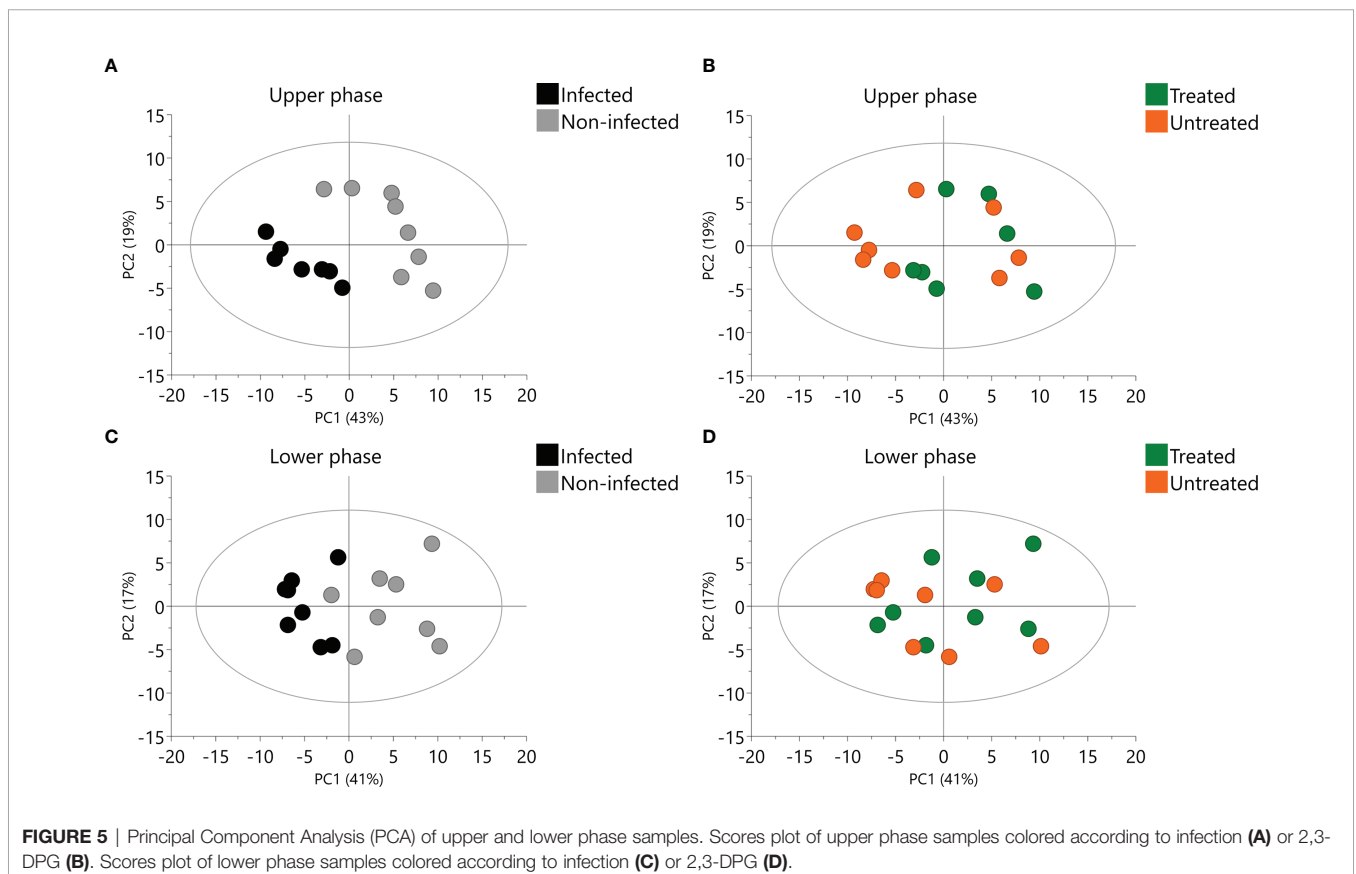 A
Upper phase
Infected
Non-infected
15
10
5
0
-5
-10
-15
PC2 (19%)
-20 -15 -10 -5 0 5 10 15 20
PC1 (43%)
B
Upper phase
Treated
Untreated
15
10
5
0
-5
-10
-15
PC2 (19%)
-20 -15 -10 -5 0 5 10 15 20
PC1 (43%)
C
Lower phase
Infected
Non-infected
15
10
5
0
-5
-10
-15
PC2 (17%)
-20 -15 -10 -5 0 5 10 15 20
PC1 (41%)
D
Lower phase
Treated
Untreated
15
10
5
0
-5
-10
-15
PC2 (17%)
-20 -15 -10 -5 0 5 10 15 20
PC1 (41%)
FIGURE 5 | Principal Component Analysis (PCA) of upper and lower phase samples. Scores plot of upper phase samples colored according to infection (A) or 2,3-
DPG (B). Scores plot of lower phase samples colored according to infection (C) or 2,3-DPG (D).